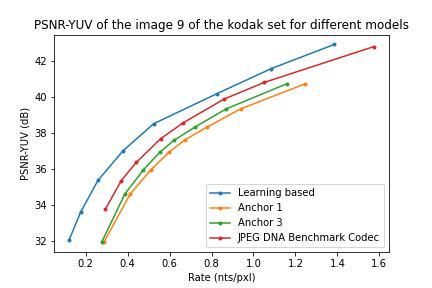 PSNR-YUV of the image 9 of the kodak set for different models
PSNR-YUV (dB)
42
40
38
36
34
32
Learning based
Anchor 1
Anchor 3
JPEG DNA Benchmark Codec
0.2 0.4 0.6 0.8 1.0 1.2 1.4 1.6
Rate (nts/pxl)